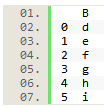 01.   B
02. 0 d
03. 1 e
04. 2 f
05. 3 g
06. 4 h
07. 5 i